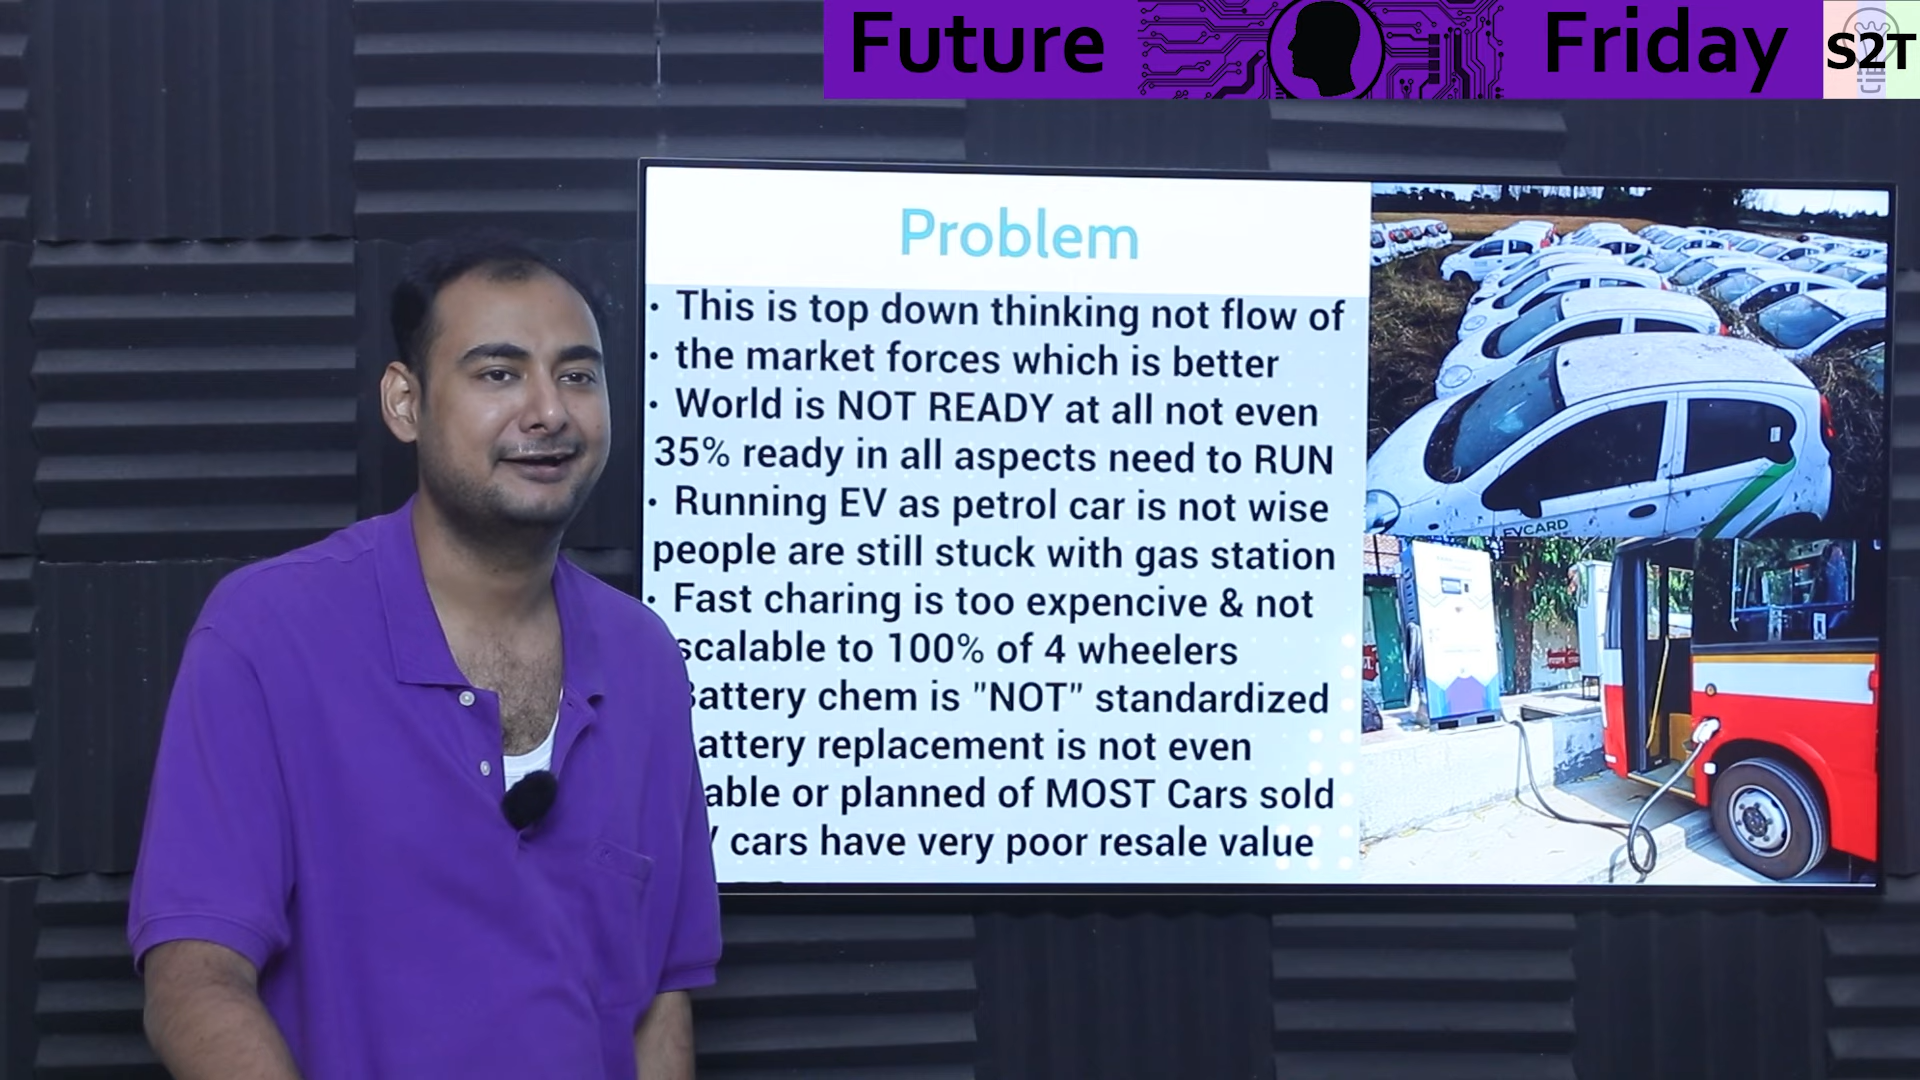 Future Friday S2T
Problem
• This is top down thinking not flow of
• the market forces which is better
• World is NOT READY at all not even
35% ready in all aspects need to RUN
• Running EV as petrol car is not wise
people are still stuck with gas station
• Fast charing is too expencive & not
scalable to 100% of 4 wheelers
Battery chem is "NOT" standardized
attery replacement is not even
able or planned of MOST Cars sold
cars have very poor resale value
EVCARD